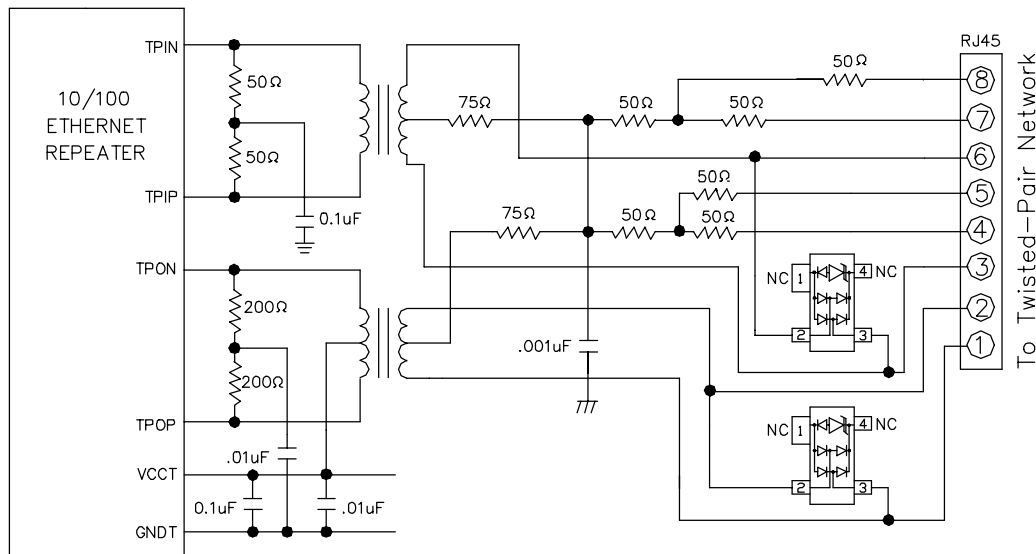 10/100
ETHERNET
REPEATER
TPIN
TPIP
TPON
TPOP
VCCT
GNDT
50Ω
50Ω
0.1uF
200Ω
200Ω
.01uF
0.1uF
.01uF
75Ω
50Ω
50Ω
50Ω
75Ω
50Ω
50Ω
50Ω
.001uF
NC 1
4 NC
2
3
NC 1
4 NC
2
3
RJ45
8
7
6
5
4
3
2
1
To Twisted-Pair Network